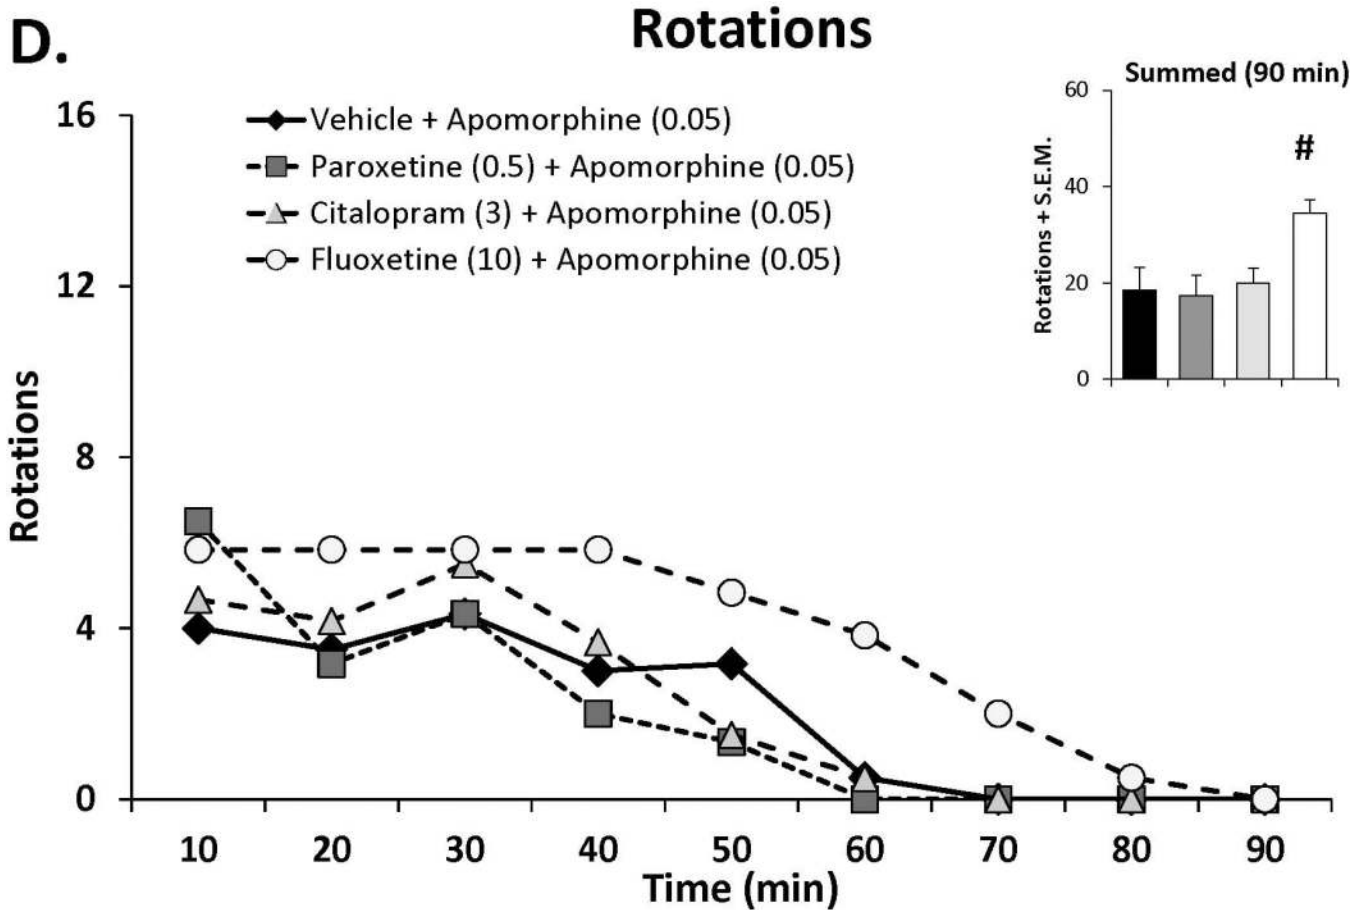 D.
Rotations
Summed (90 min)
60
40
20
0
Rotations + S.E.M.
#
Vehicle + Apomorphine (0.05)
Paroxetine (0.5) + Apomorphine (0.05)
Citalopram (3) + Apomorphine (0.05)
Fluoxetine (10) + Apomorphine (0.05)
16
12
8
4
0
Rotations
10 20 30 40 50 60 70 80 90
Time (min)